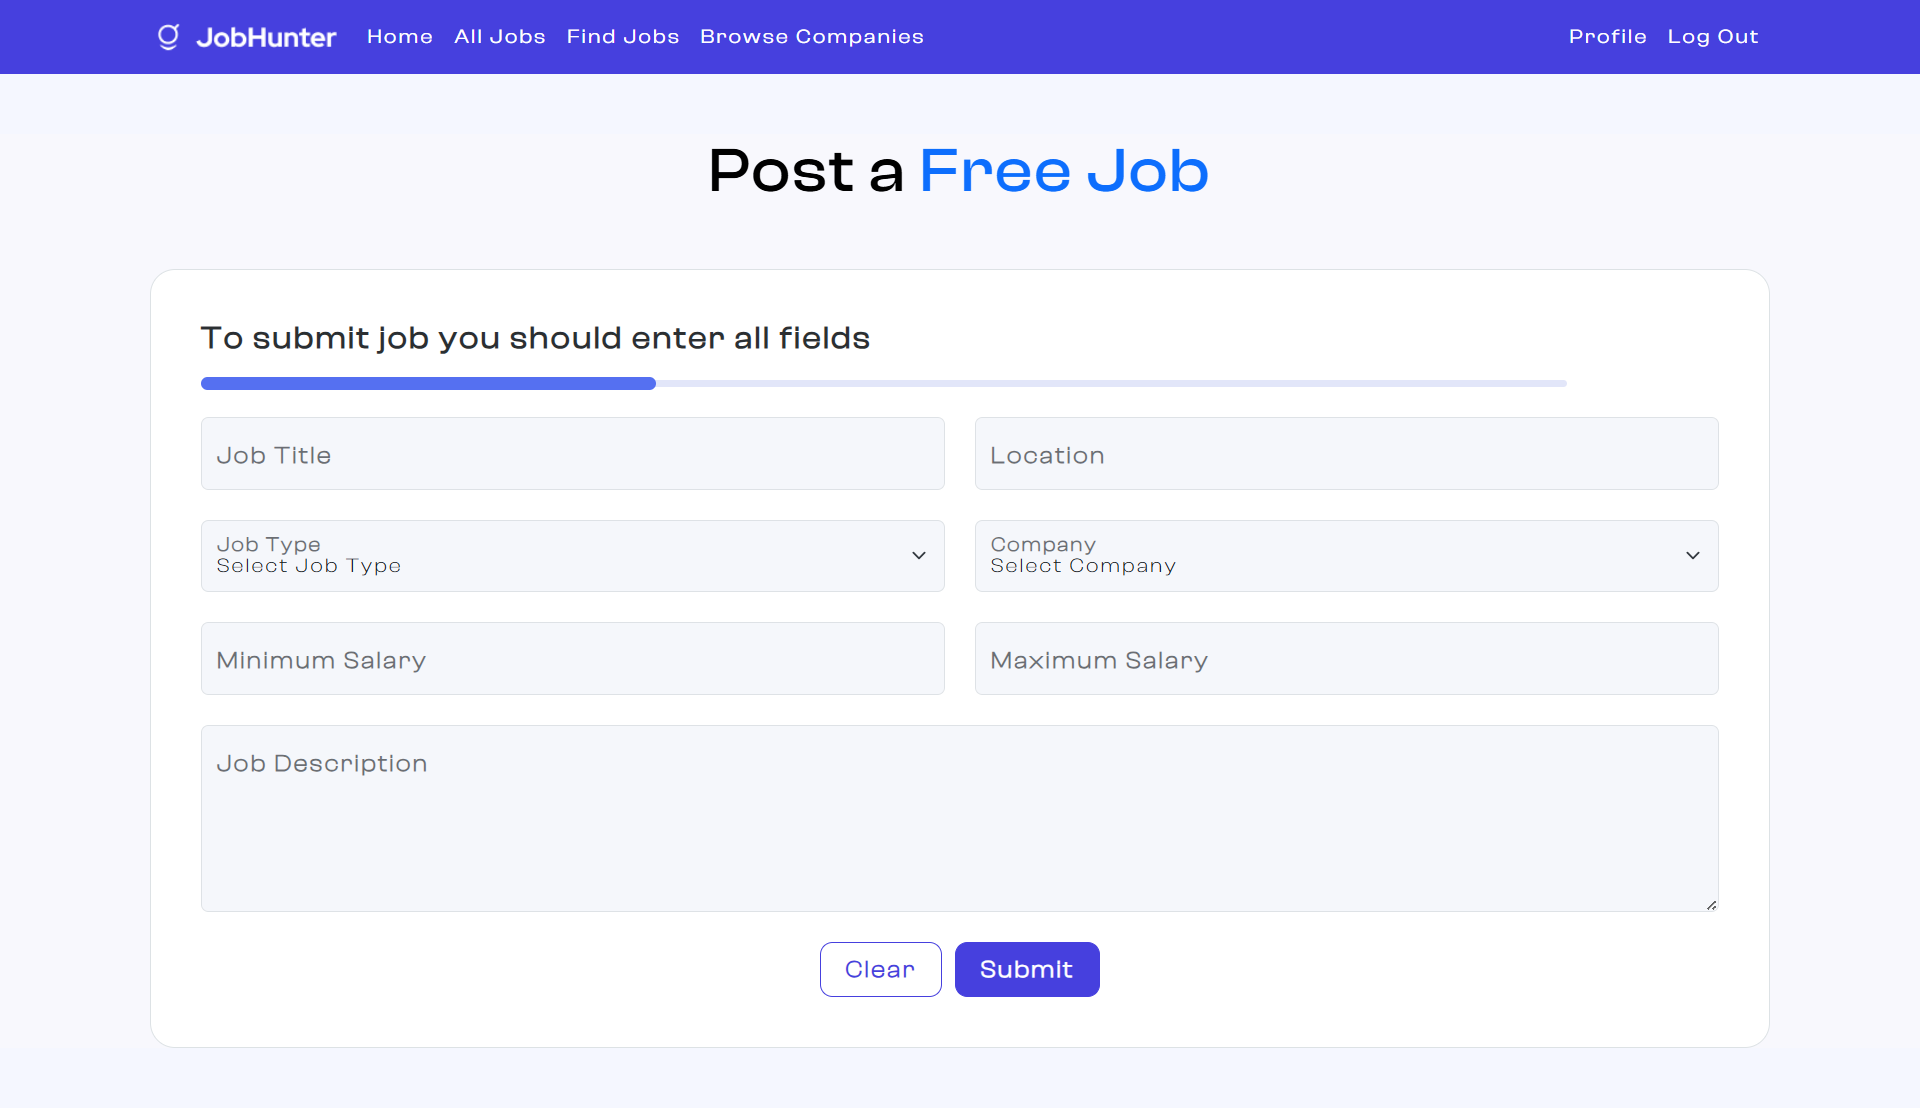 JobHunter Home All Jobs Find Jobs Browse Companies Profile Log Out
Post a Free Job
To submit job you should enter all fields
Job Title
Location
Job Type
Select Job Type
Company
Select Company
Minimum Salary
Maximum Salary
Job Description
Clear
Submit